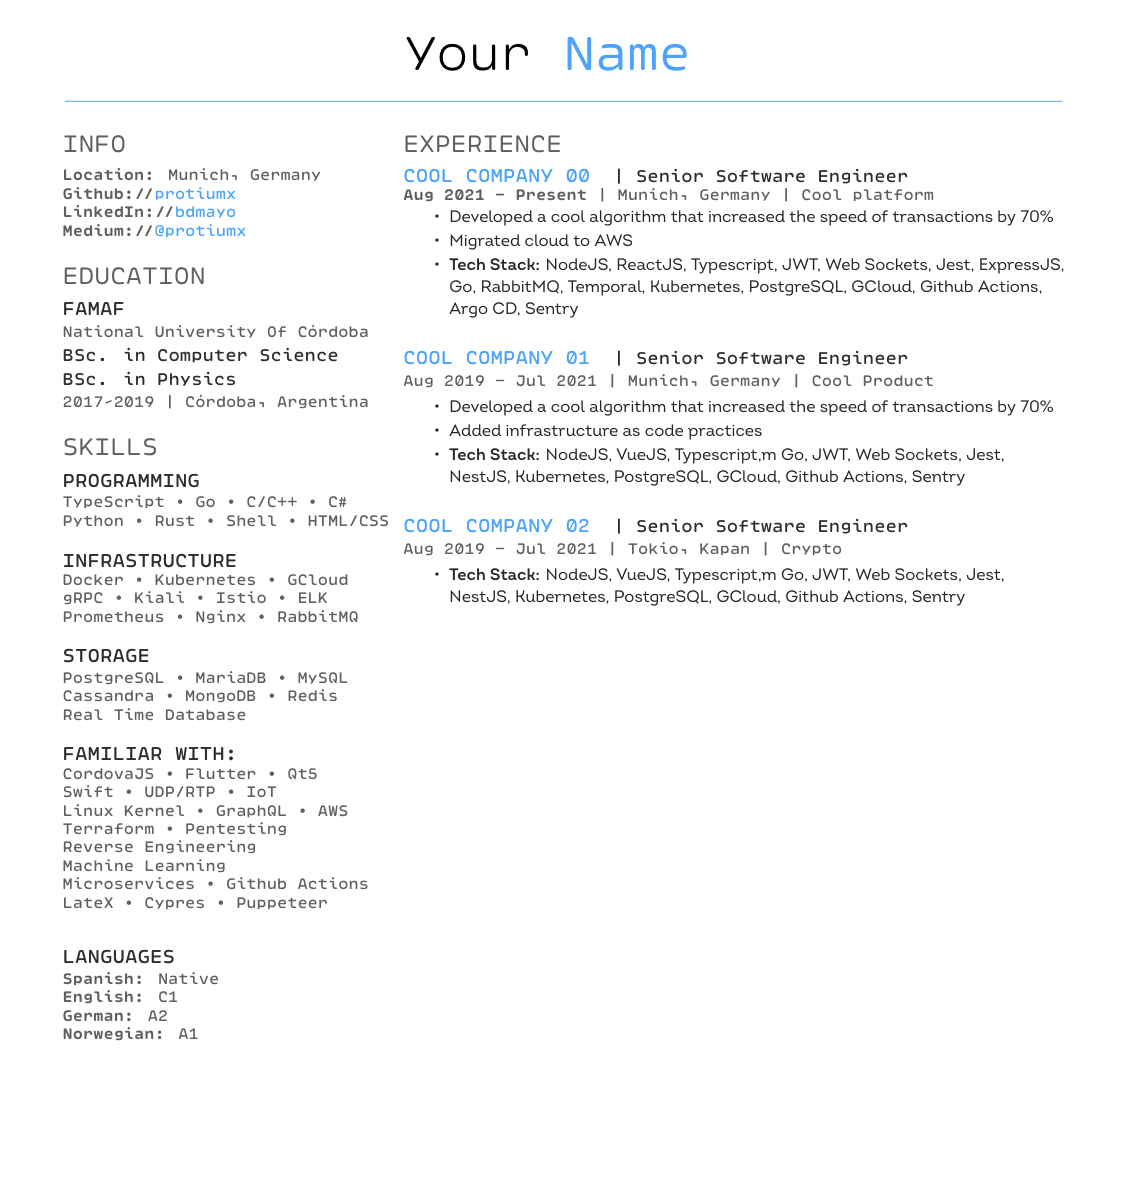 Your Name
INFO
Location: Munich, Germany
Github://protiumx
LinkedIn://bdmayo
Medium://@protiumx
EDUCATION
FAMAF
National University Of Córdoba
BSc. in Computer Science
BSc. in Physics
2017-2019 | Córdoba, Argentina
SKILLS
PROGRAMMING
TypeScript • Go • C/C++ • C#
Python • Rust • Shell • HTML/CSS
INFRASTRUCTURE
Docker • Kubernetes • GCloud
gRPC • Kiali • Istio • ELK
Prometheus • Nginx • RabbitMQ
STORAGE
PostgreSQL • MariaDB • MySQL
Cassandra • MongoDB • Redis
Real Time Database
FAMILIAR WITH:
CordovaJS • Flutter • Qt5
Swift • UDP/RTP • IoT
Linux Kernel • GraphQL • AWS
Terraform • Pentesting
Reverse Engineering
Machine Learning
Microservices • Github Actions
LateX • Cypres • Puppeteer
LANGUAGES
Spanish: Native
English: C1
German: A2
Norwegian: A1
EXPERIENCE
COOL COMPANY 00 | Senior Software Engineer
Aug 2021 – Present | Munich, Germany | Cool platform
• Developed a cool algorithm that increased the speed of transactions by 70%
• Migrated cloud to AWS
• Tech Stack: NodeJS, ReactJS, Typescript, JWT, Web Sockets, Jest, ExpressJS,
Go, RabbitMQ, Temporal, Kubernetes, PostgreSQL, GCloud, Github Actions,
Argo CD, Sentry
COOL COMPANY 01 | Senior Software Engineer
Aug 2019 – Jul 2021 | Munich, Germany | Cool Product
• Developed a cool algorithm that increased the speed of transactions by 70%
• Added infrastructure as code practices
• Tech Stack: NodeJS, VueJS, Typescript,m Go, JWT, Web Sockets, Jest,
NestJS, Kubernetes, PostgreSQL, GCloud, Github Actions, Sentry
COOL COMPANY 02 | Senior Software Engineer
Aug 2019 – Jul 2021 | Tokio, Kapan | Crypto
• Tech Stack: NodeJS, VueJS, Typescript,m Go, JWT, Web Sockets, Jest,
NestJS, Kubernetes, PostgreSQL, GCloud, Github Actions, Sentry